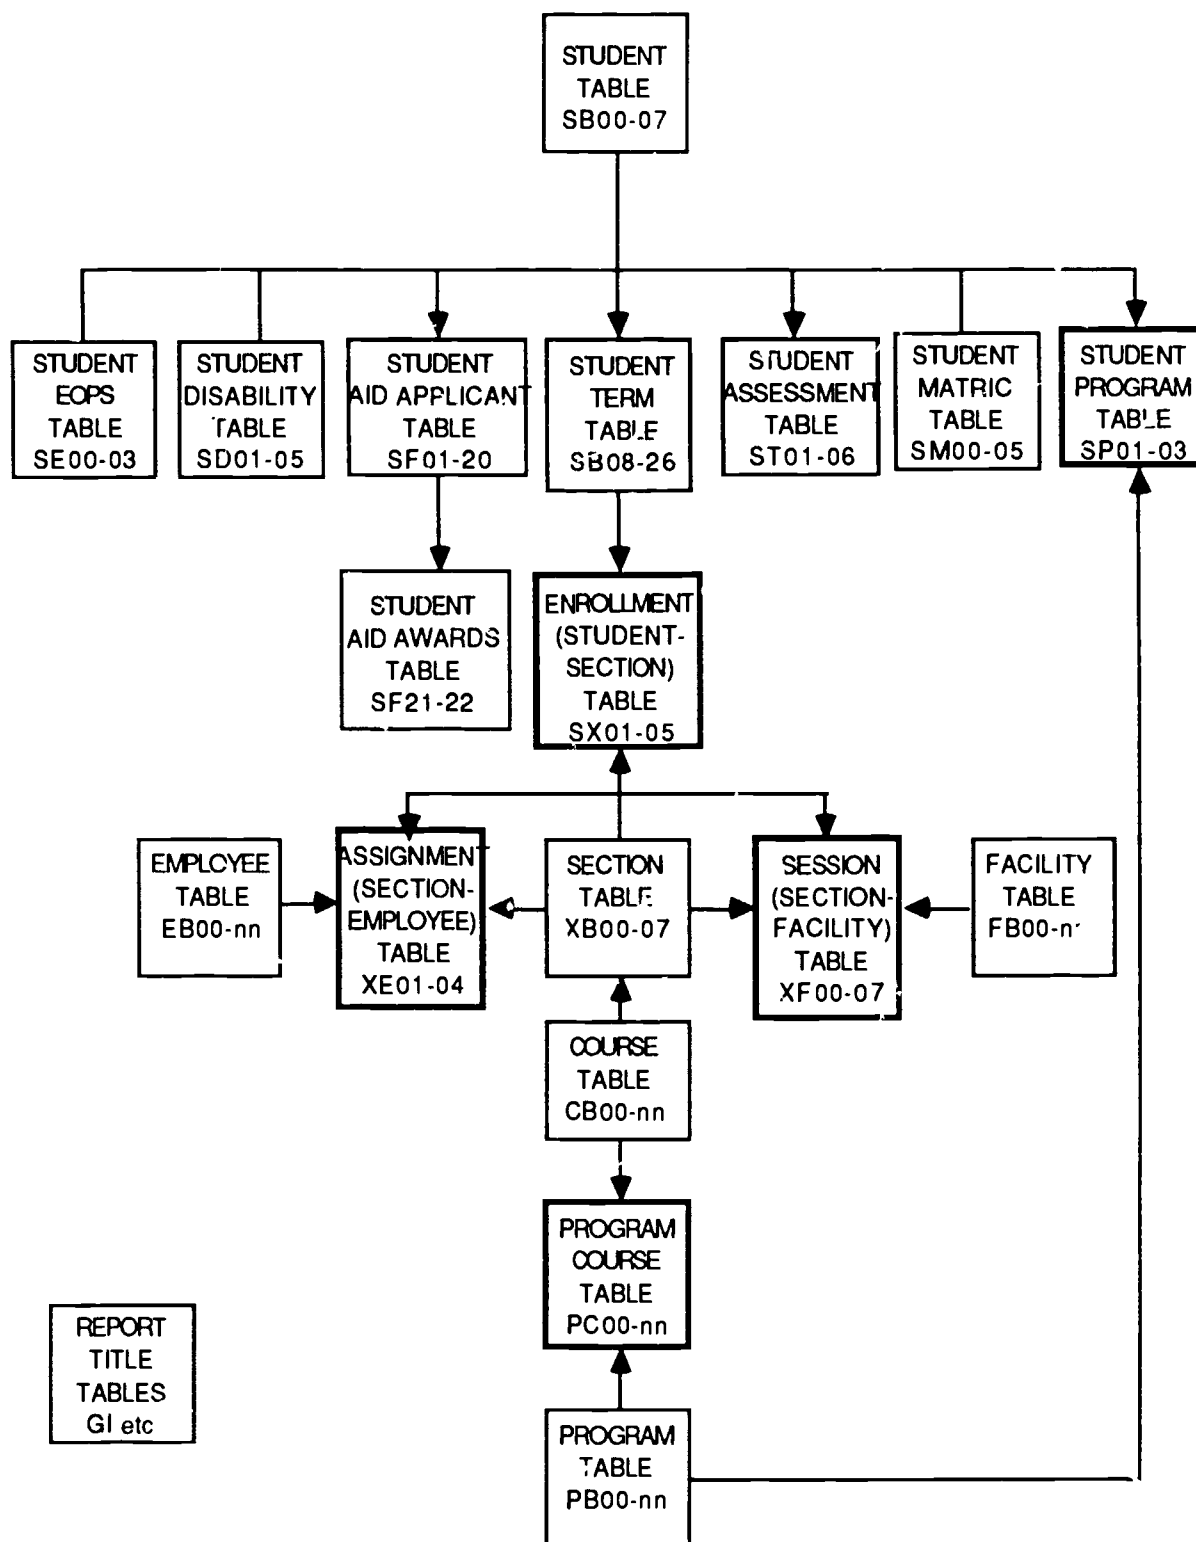 STUDENT
TABLE
SB00-07
STUDENT
EOPS
TABLE
SE00-03
STUDENT
DISABILITY
TABLE
SD01-05
STUDENT
AID APPLICANT
TABLE
SF01-20
STUDENT
TERM
TABLE
SB08-26
STUDENT
ASSESSMENT
TABLE
ST01-06
STUDENT
MATRIC
TABLE
SM00-05
STUDENT
PROGRAM
TABLE
SP01-03
STUDENT
AID AWARDS
TABLE
SF21-22
ENROLLMENT
(STUDENT-
SECTION)
TABLE
SX01-05
EMPLOYEE
TABLE
EB00-nn
ASSIGNMENT
(SECTION-
EMPLOYEE)
TABLE
XE01-04
SECTION
TABLE
XB00-07
SESSION
(SECTION-
FACILITY)
TABLE
XF00-07
FACILITY
TABLE
FB00-nn
COURSE
TABLE
CB00-nn
PROGRAM
COURSE
TABLE
PC00-nn
REPORT
TITLE
TABLES
GI etc
PROGRAM
TABLE
PB00-nn